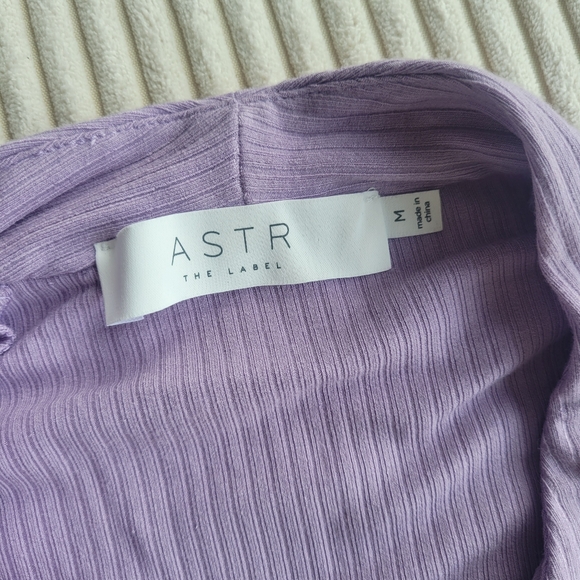 ASTR
THE LABEL
M
made in
china